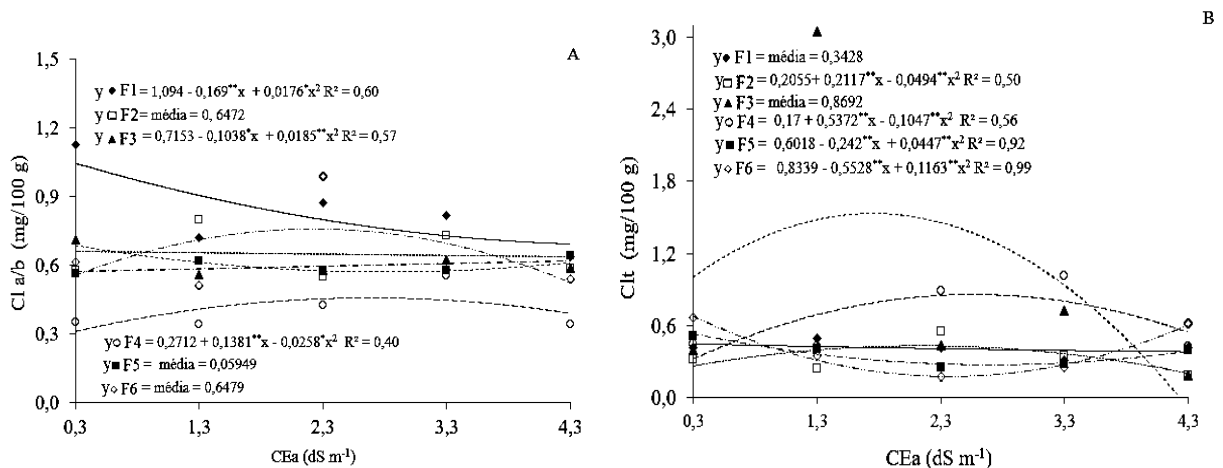 A
Cl a/b (mg/100 g)
1,5
1,2
0,9
0,6
0,3
0,0
y F1 = 1,094 - 0,169**x + 0,0176*x² R² = 0,60
y F2 = média = 0,6472
y F3 = 0,7153 - 0,1038*x + 0,0185**x² R² = 0,57
y F4 = 0,2712 + 0,1381**x - 0,0258*x² R² = 0,40
y F5 = média = 0,05949
y F6 = média = 0,6479
0,3 1,3 2,3 3,3 4,3
CEa (dS m-1)
B
Clt (mg/100 g)
3,0
2,4
1,8
1,2
0,6
0,0
y F1 = média = 0,3428
y F2 = 0,2055+ 0,2117**x - 0,0494**x² R² = 0,50
y F3 = média = 0,8692
y F4 = 0,17 + 0,5372**x - 0,1047**x² R² = 0,56
y F5 = 0,6018 - 0,242**x + 0,0447**x² R² = 0,92
y F6 = 0,8339 - 0,5528**x + 0,1163**x² R² = 0,99
0,3 1,3 2,3 3,3 4,3
CEa (dS m-1)